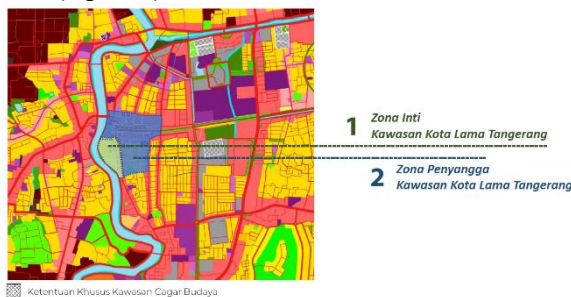 1 Zona Inti
Kawasan Kota Lama Tangerang
2 Zona Penyangga
Kawasan Kota Lama Tangerang
Ketentuan Khusus Kawasan Cagar Budaya